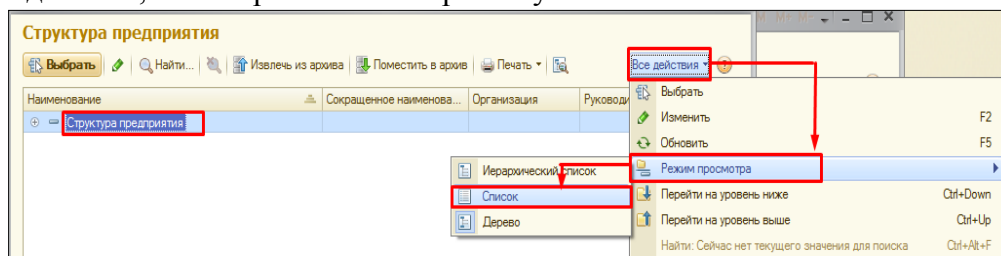 Структура предприятия
Выбрать Найти... Извлечь из архива Поместить в архив Печать Все действия
Наименование Сокращенное наименова... Организация Руководи
Структура предприятия
Выбрать
Изменить F2
Обновить F5
Режим просмотра
Иерархический список
Список
Дерево
Перейти на уровень ниже Ctrl+Down
Перейти на уровень выше Ctrl+Up
Найти: Сейчас нет текущего значения для поиска Ctrl+Alt+F